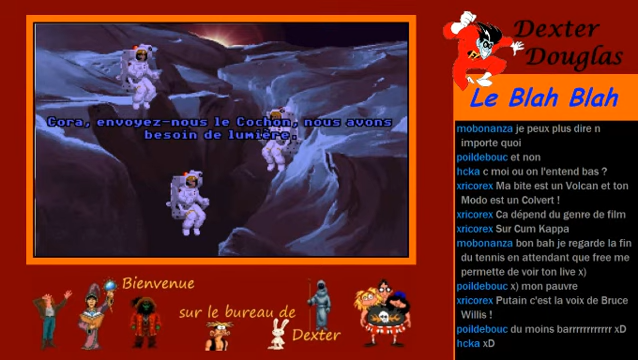 Cora, envoyez-nous le Cochon, nous avons
besoin de lumière.
Bienvenue
sur le bureau de
Dexter
Dexter
Douglas
Le Blah Blah
mobonanza je peux plus dire n
importe quoi
poildebouc et non
hcka c moi ou on l'entend bas ?
xricorex Ma bite est un Volcan et ton
Modo est un Colvert !
xricorex Ca dépend du genre de film
xricorex Sur Cum Kappa
mobonanza bon bah je regarde la fin
du tennis en attendant que free me
permette de voir ton live x)
poildebouc x) mon pauvre
xricorex Putain c'est la voix de Bruce
Willis !
poildebouc du moins barrrrrrrrrrrr xD
hcka xD